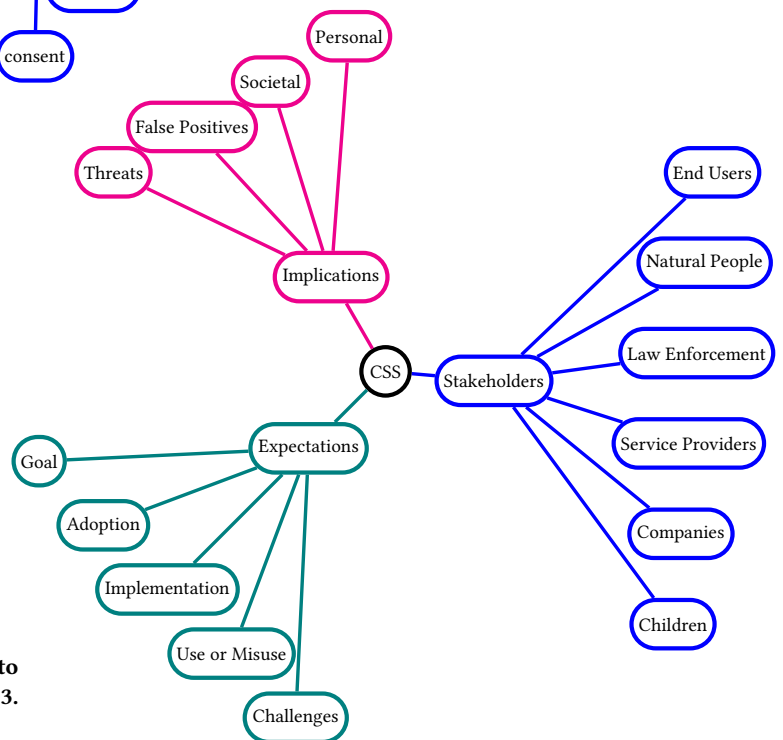 consent
Personal
Societal
False Positives
Threats
Implications
End Users
Natural People
Law Enforcement
CSS
Stakeholders
Service Providers
Companies
Children
Expectations
Goal
Adoption
Implementation
Use or Misuse
Challenges
to
3.